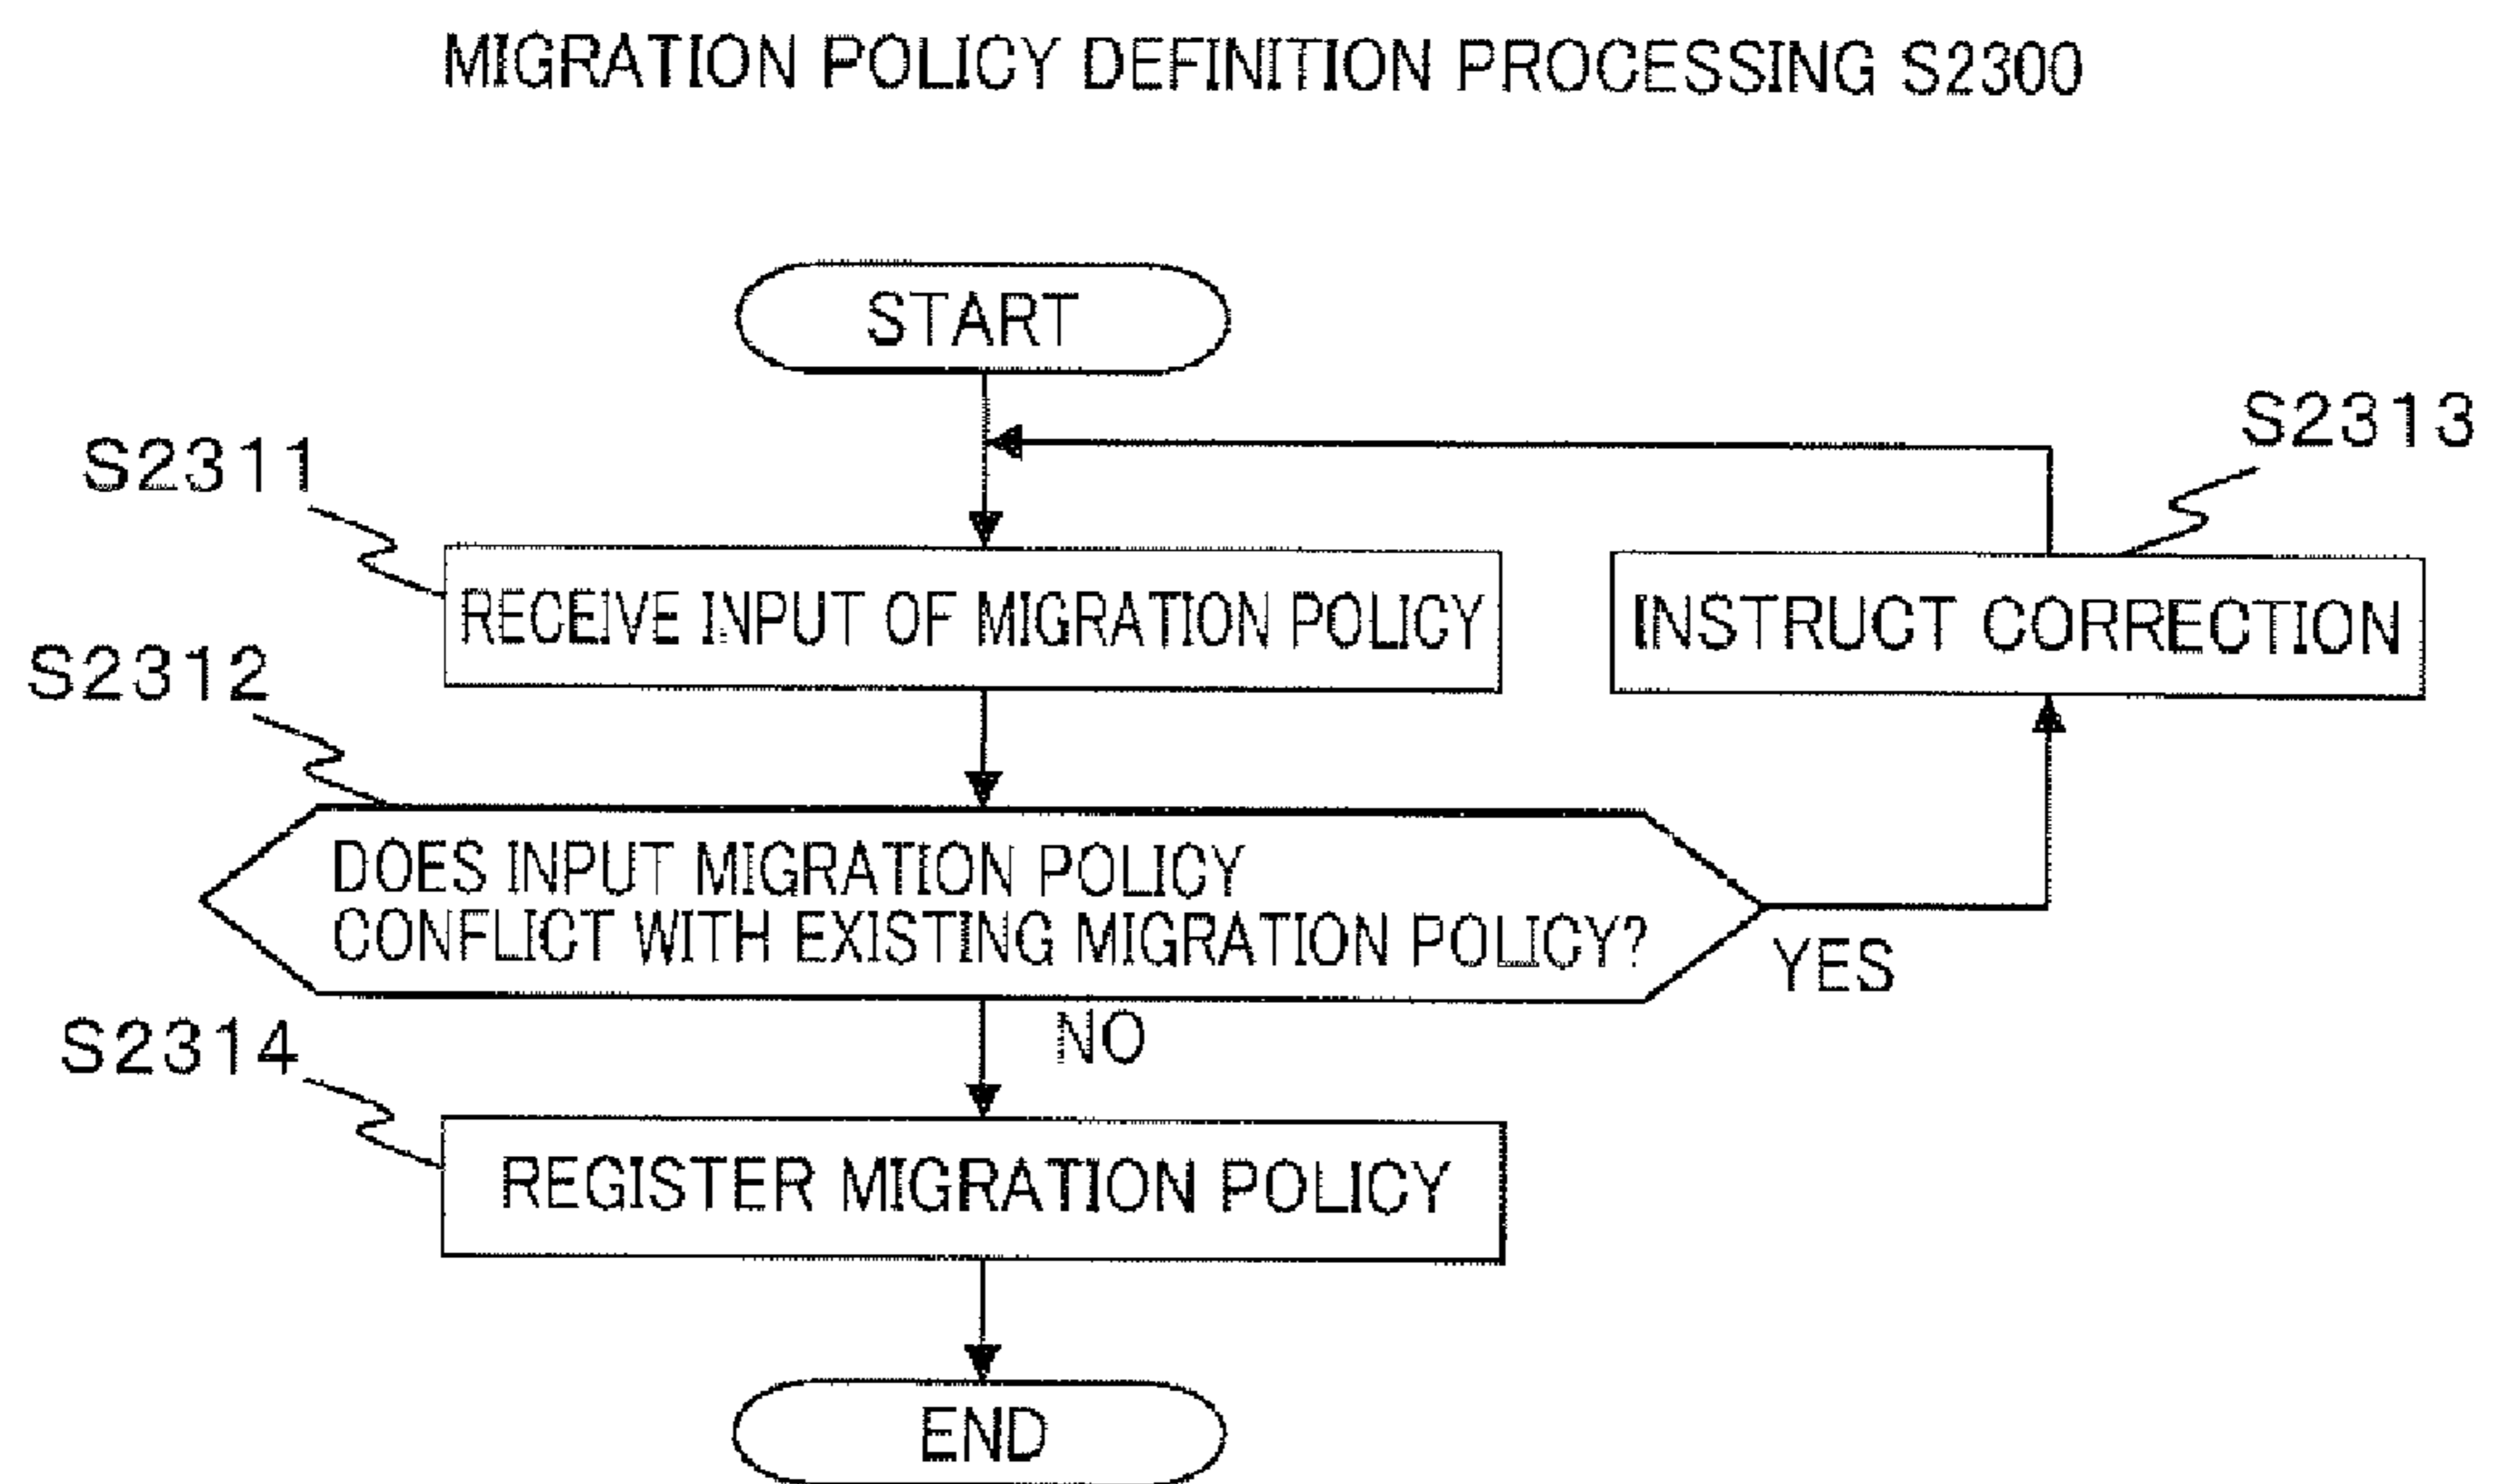 MIGRATION POLICY DEFINITION PROCESSING S2300
START
S2313
S2311
RECEIVE INPUT OF MIGRATION POLICY
INSTRUCT CORRECTION
S2312
DOES INPUT MIGRATION POLICY
CONFLICT WITH EXISTING MIGRATION POLICY?
YES
NO
S2314
REGISTER MIGRATION POLICY
END